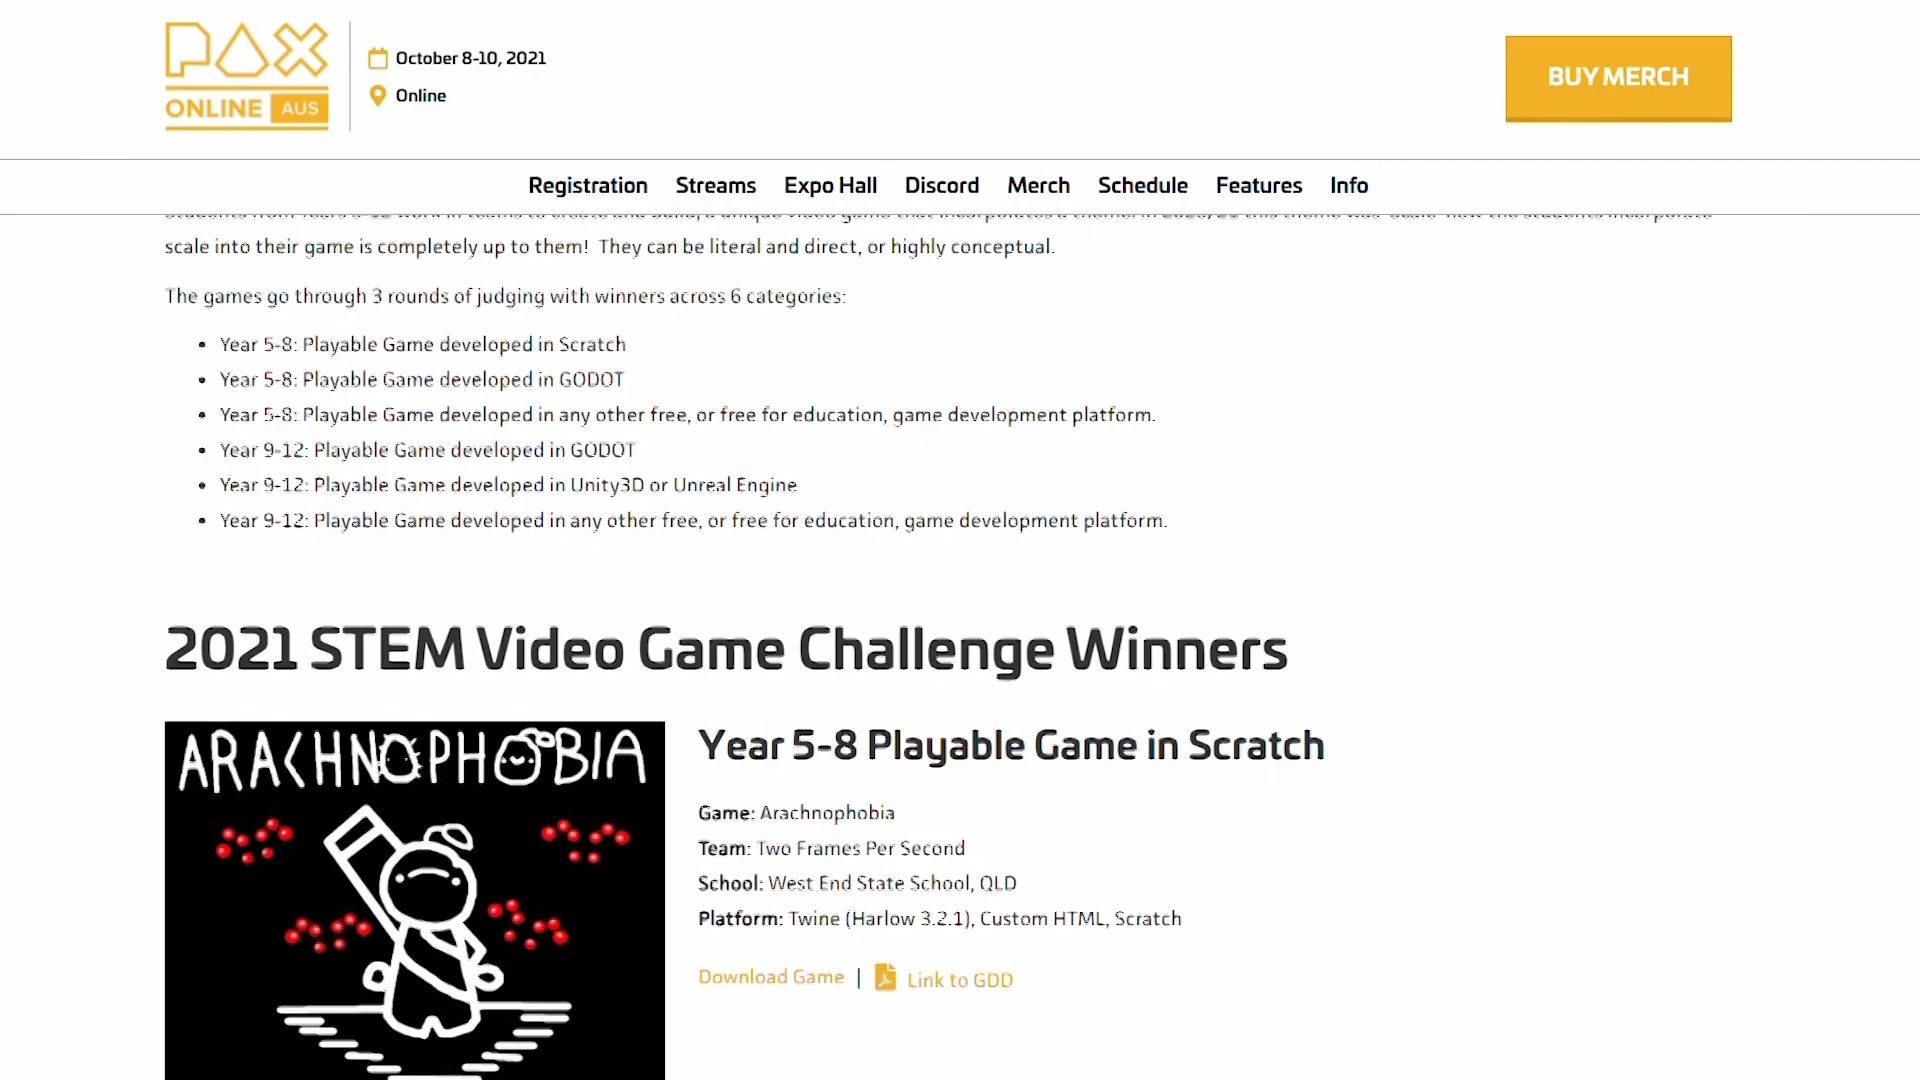 PAX
ONLINE AUS
October 8-10, 2021
Online
BUY MERCH
Registration Streams Expo Hall Discord Merch Schedule Features Info
scale into their game is completely up to them! They can be literal and direct, or highly conceptual.
The games go through 3 rounds of judging with winners across 6 categories:
• Year 5-8: Playable Game developed in Scratch
• Year 5-8: Playable Game developed in GODOT
• Year 5-8: Playable Game developed in any other free, or free for education, game development platform.
• Year 9-12: Playable Game developed in GODOT
• Year 9-12: Playable Game developed in Unity3D or Unreal Engine
• Year 9-12: Playable Game developed in any other free, or free for education, game development platform.
2021 STEM Video Game Challenge Winners
ARACHNOPHOBIA
Year 5-8 Playable Game in Scratch
Game: Arachnophobia
Team: Two Frames Per Second
School: West End State School, QLD
Platform: Twine (Harlow 3.2.1), Custom HTML, Scratch
Download Game | Link to GDD